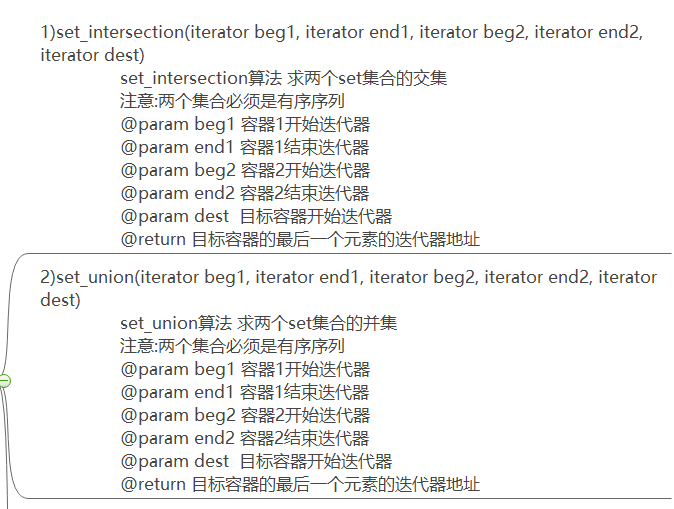 1)set_intersection(iterator beg1, iterator end1, iterator beg2, iterator end2,
iterator dest)
set_intersection算法 求两个set集合的交集
注意:两个集合必须是有序序列
@param beg1 容器1开始迭代器
@param end1 容器1结束迭代器
@param beg2 容器2开始迭代器
@param end2 容器2结束迭代器
@param dest  目标容器开始迭代器
@return 目标容器的最后一个元素的迭代器地址
2)set_union(iterator beg1, iterator end1, iterator beg2, iterator end2, iterator
dest)
set_union算法 求两个set集合的并集
注意:两个集合必须是有序序列
@param beg1 容器1开始迭代器
@param end1 容器1结束迭代器
@param beg2 容器2开始迭代器
@param end2 容器2结束迭代器
@param dest  目标容器开始迭代器
@return 目标容器的最后一个元素的迭代器地址